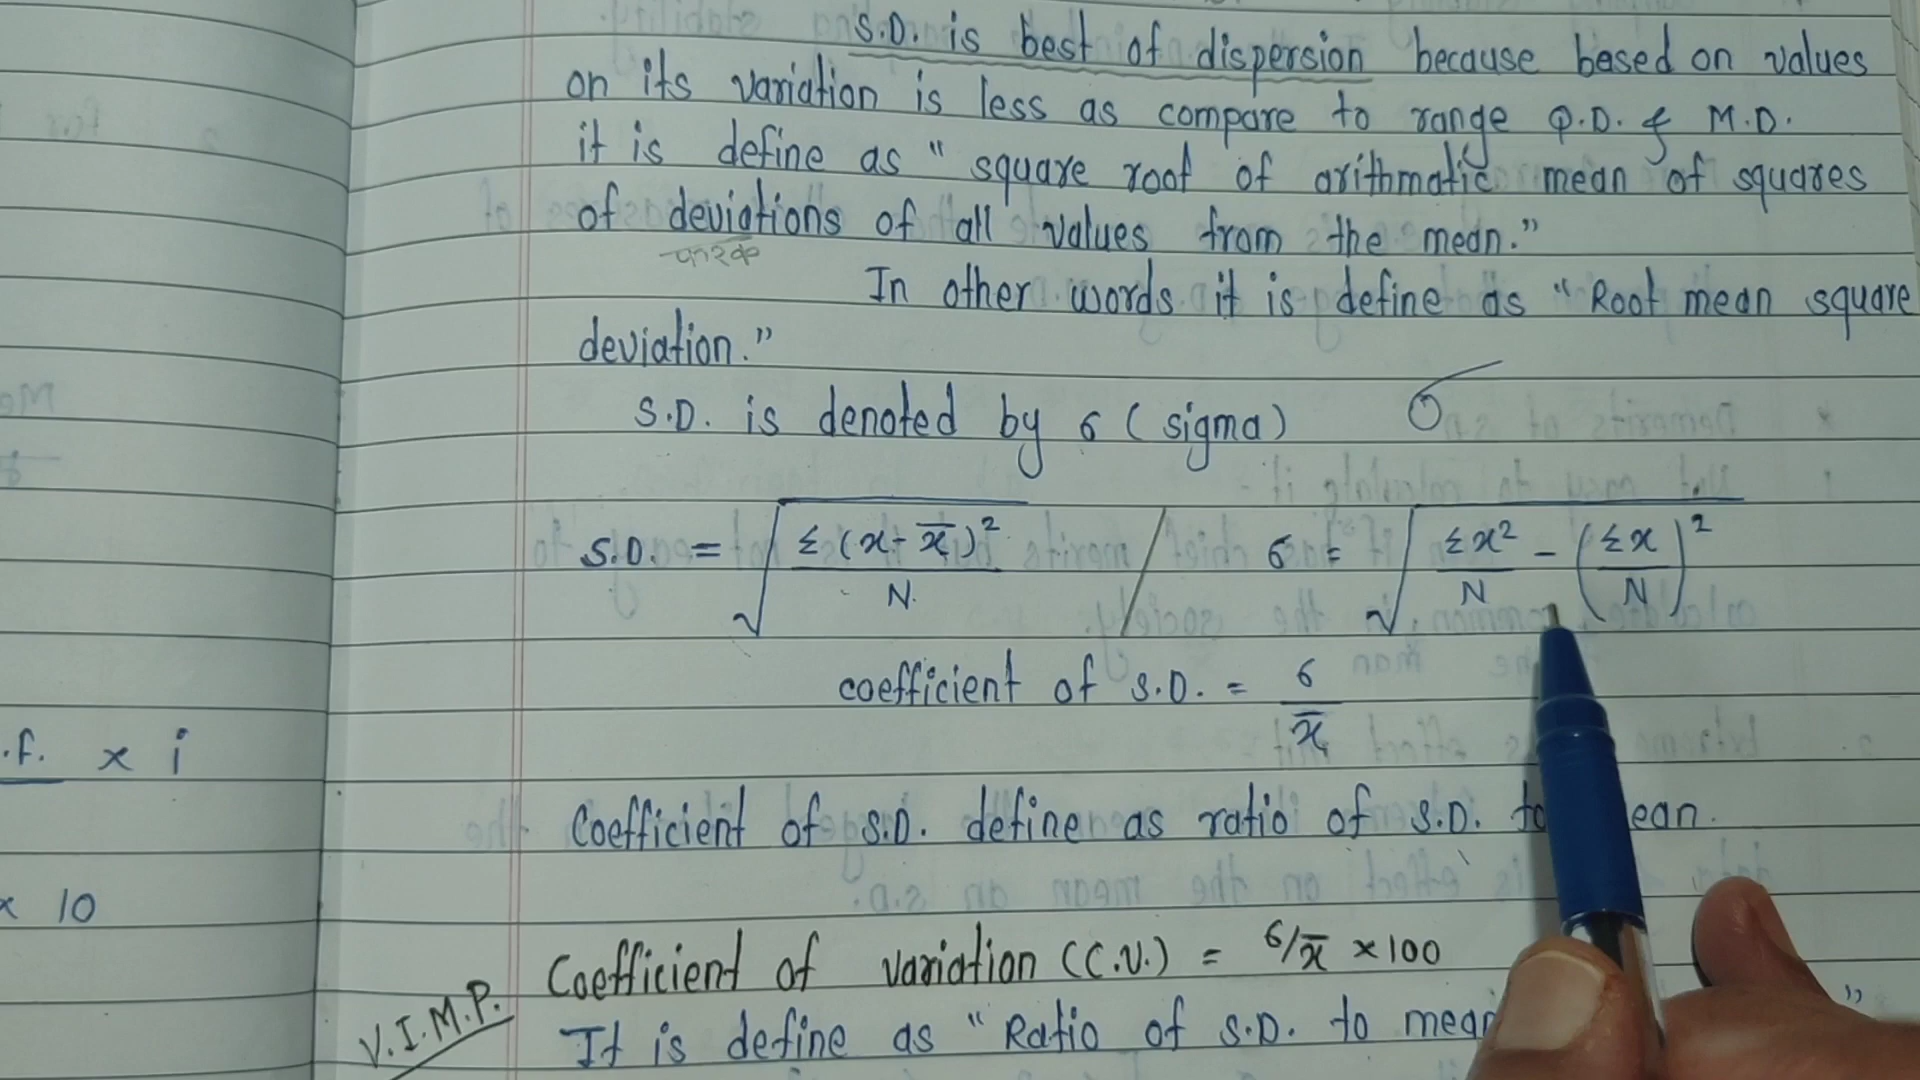 S.D. is best of dispersion because besed on values
on its variation is less as compare to range Q.D. & M.D.
it is define as " square root of arithmatic mean of squares
of deviations of all values from the mean."
In other words it is define as "Root mean square
deviation."
S.D. is denoted by σ (sigma) σ
S.D. = √ Σ(x - x̄)² / N. / σ = √ Σx² / N - (Σx / N)²
coefficient of S.D. = σ / x̄
Coefficient of S.D. define as ratio of S.D. to ean.
.f. x i
x 10
Coefficient of variation (C.V.) = σ/x̄ × 100
V.I.M.P.
It is define as "Ratio of S.D. to mean "